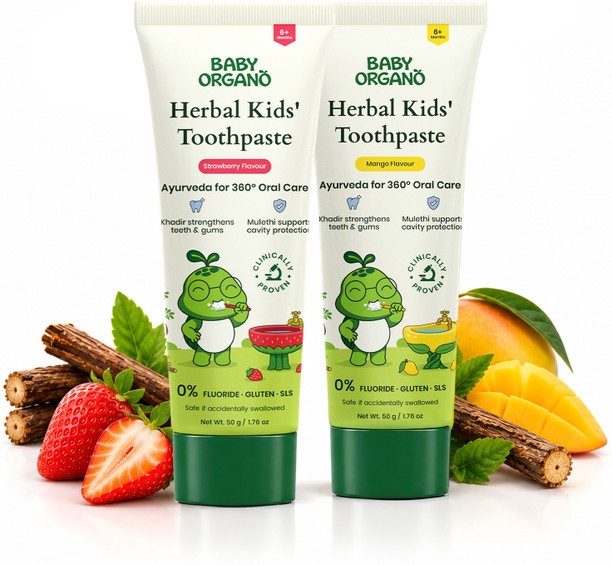 6+
Months
BABY
ORGANO
Herbal Kids'
Toothpaste
Strawberry Flavour
Ayurveda for 360° Oral Care
Khadir strengthens
teeth & gums
Mulethi supports
cavity protection
CLINICALLY
PROVEN
0% FLUORIDE · GLUTEN · SLS
Safe if accidentally swallowed
Net Wt. 50 g / 1.76 oz
6+
Months
BABY
ORGANO
Herbal Kids'
Toothpaste
Mango Flavour
Ayurveda for 360° Oral Care
Khadir strengthens
teeth & gums
Mulethi supports
cavity protection
CLINICALLY
PROVEN
0% FLUORIDE · GLUTEN · SLS
Safe if accidentally swallowed
Net Wt. 50 g / 1.76 oz